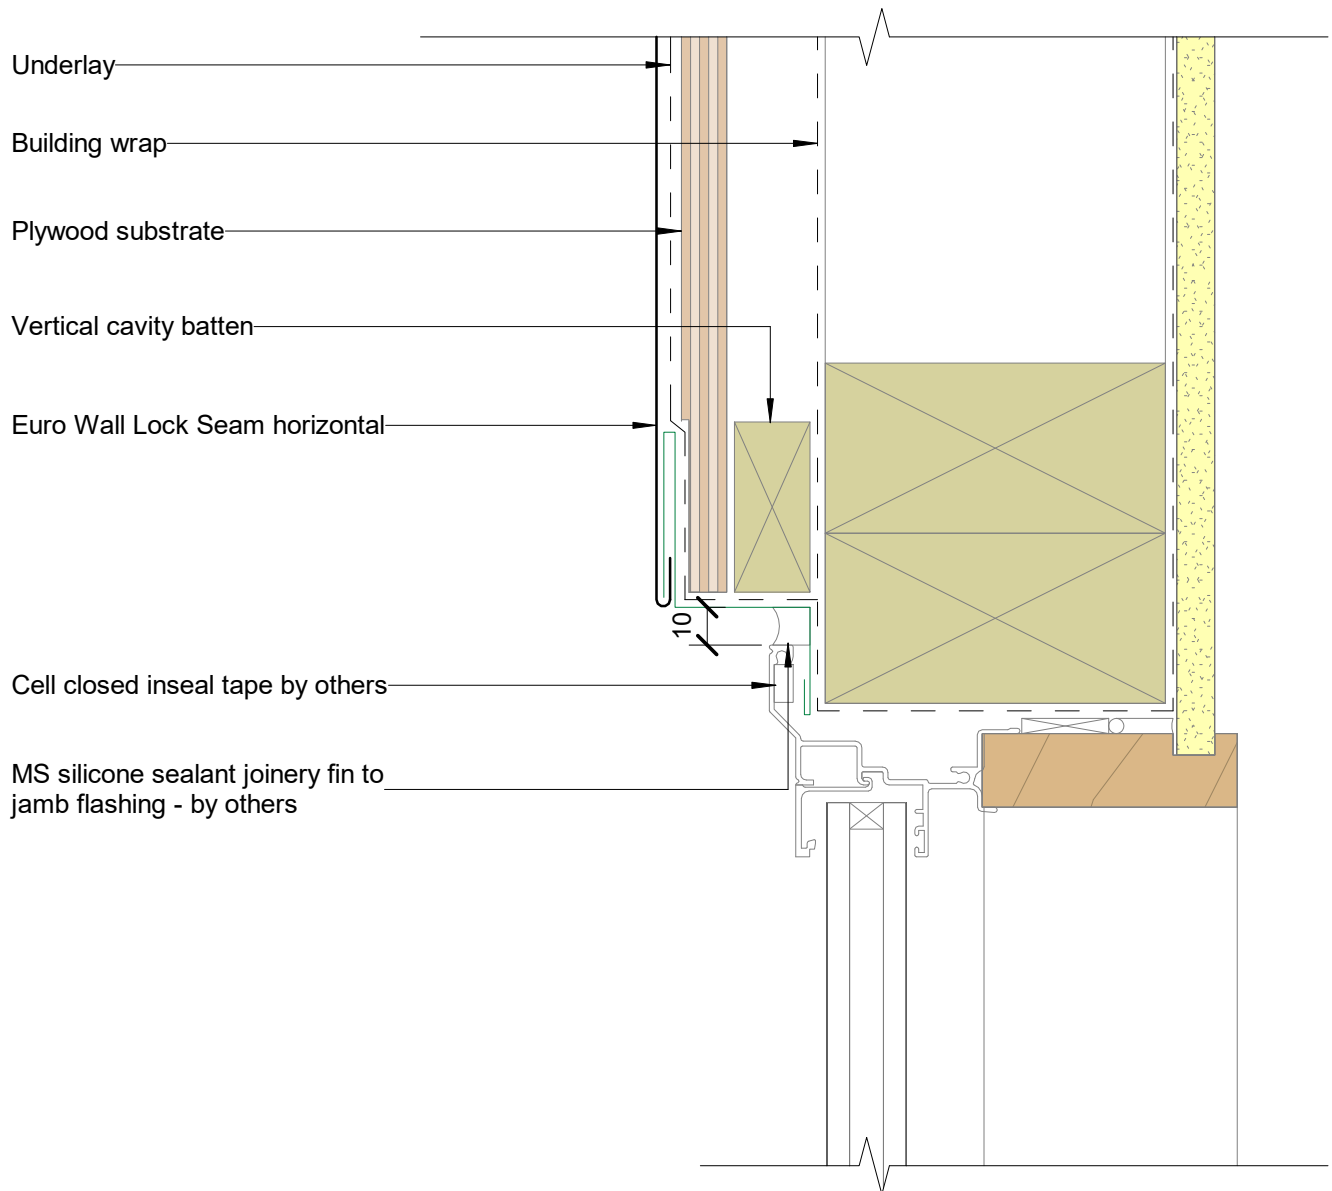 Underlay
Building wrap
Plywood substrate
Vertical cavity batten
Euro Wall Lock Seam horizontal
10
Cell closed inseal tape by others
MS silicone sealant joinery fin to
jamb flashing - by others